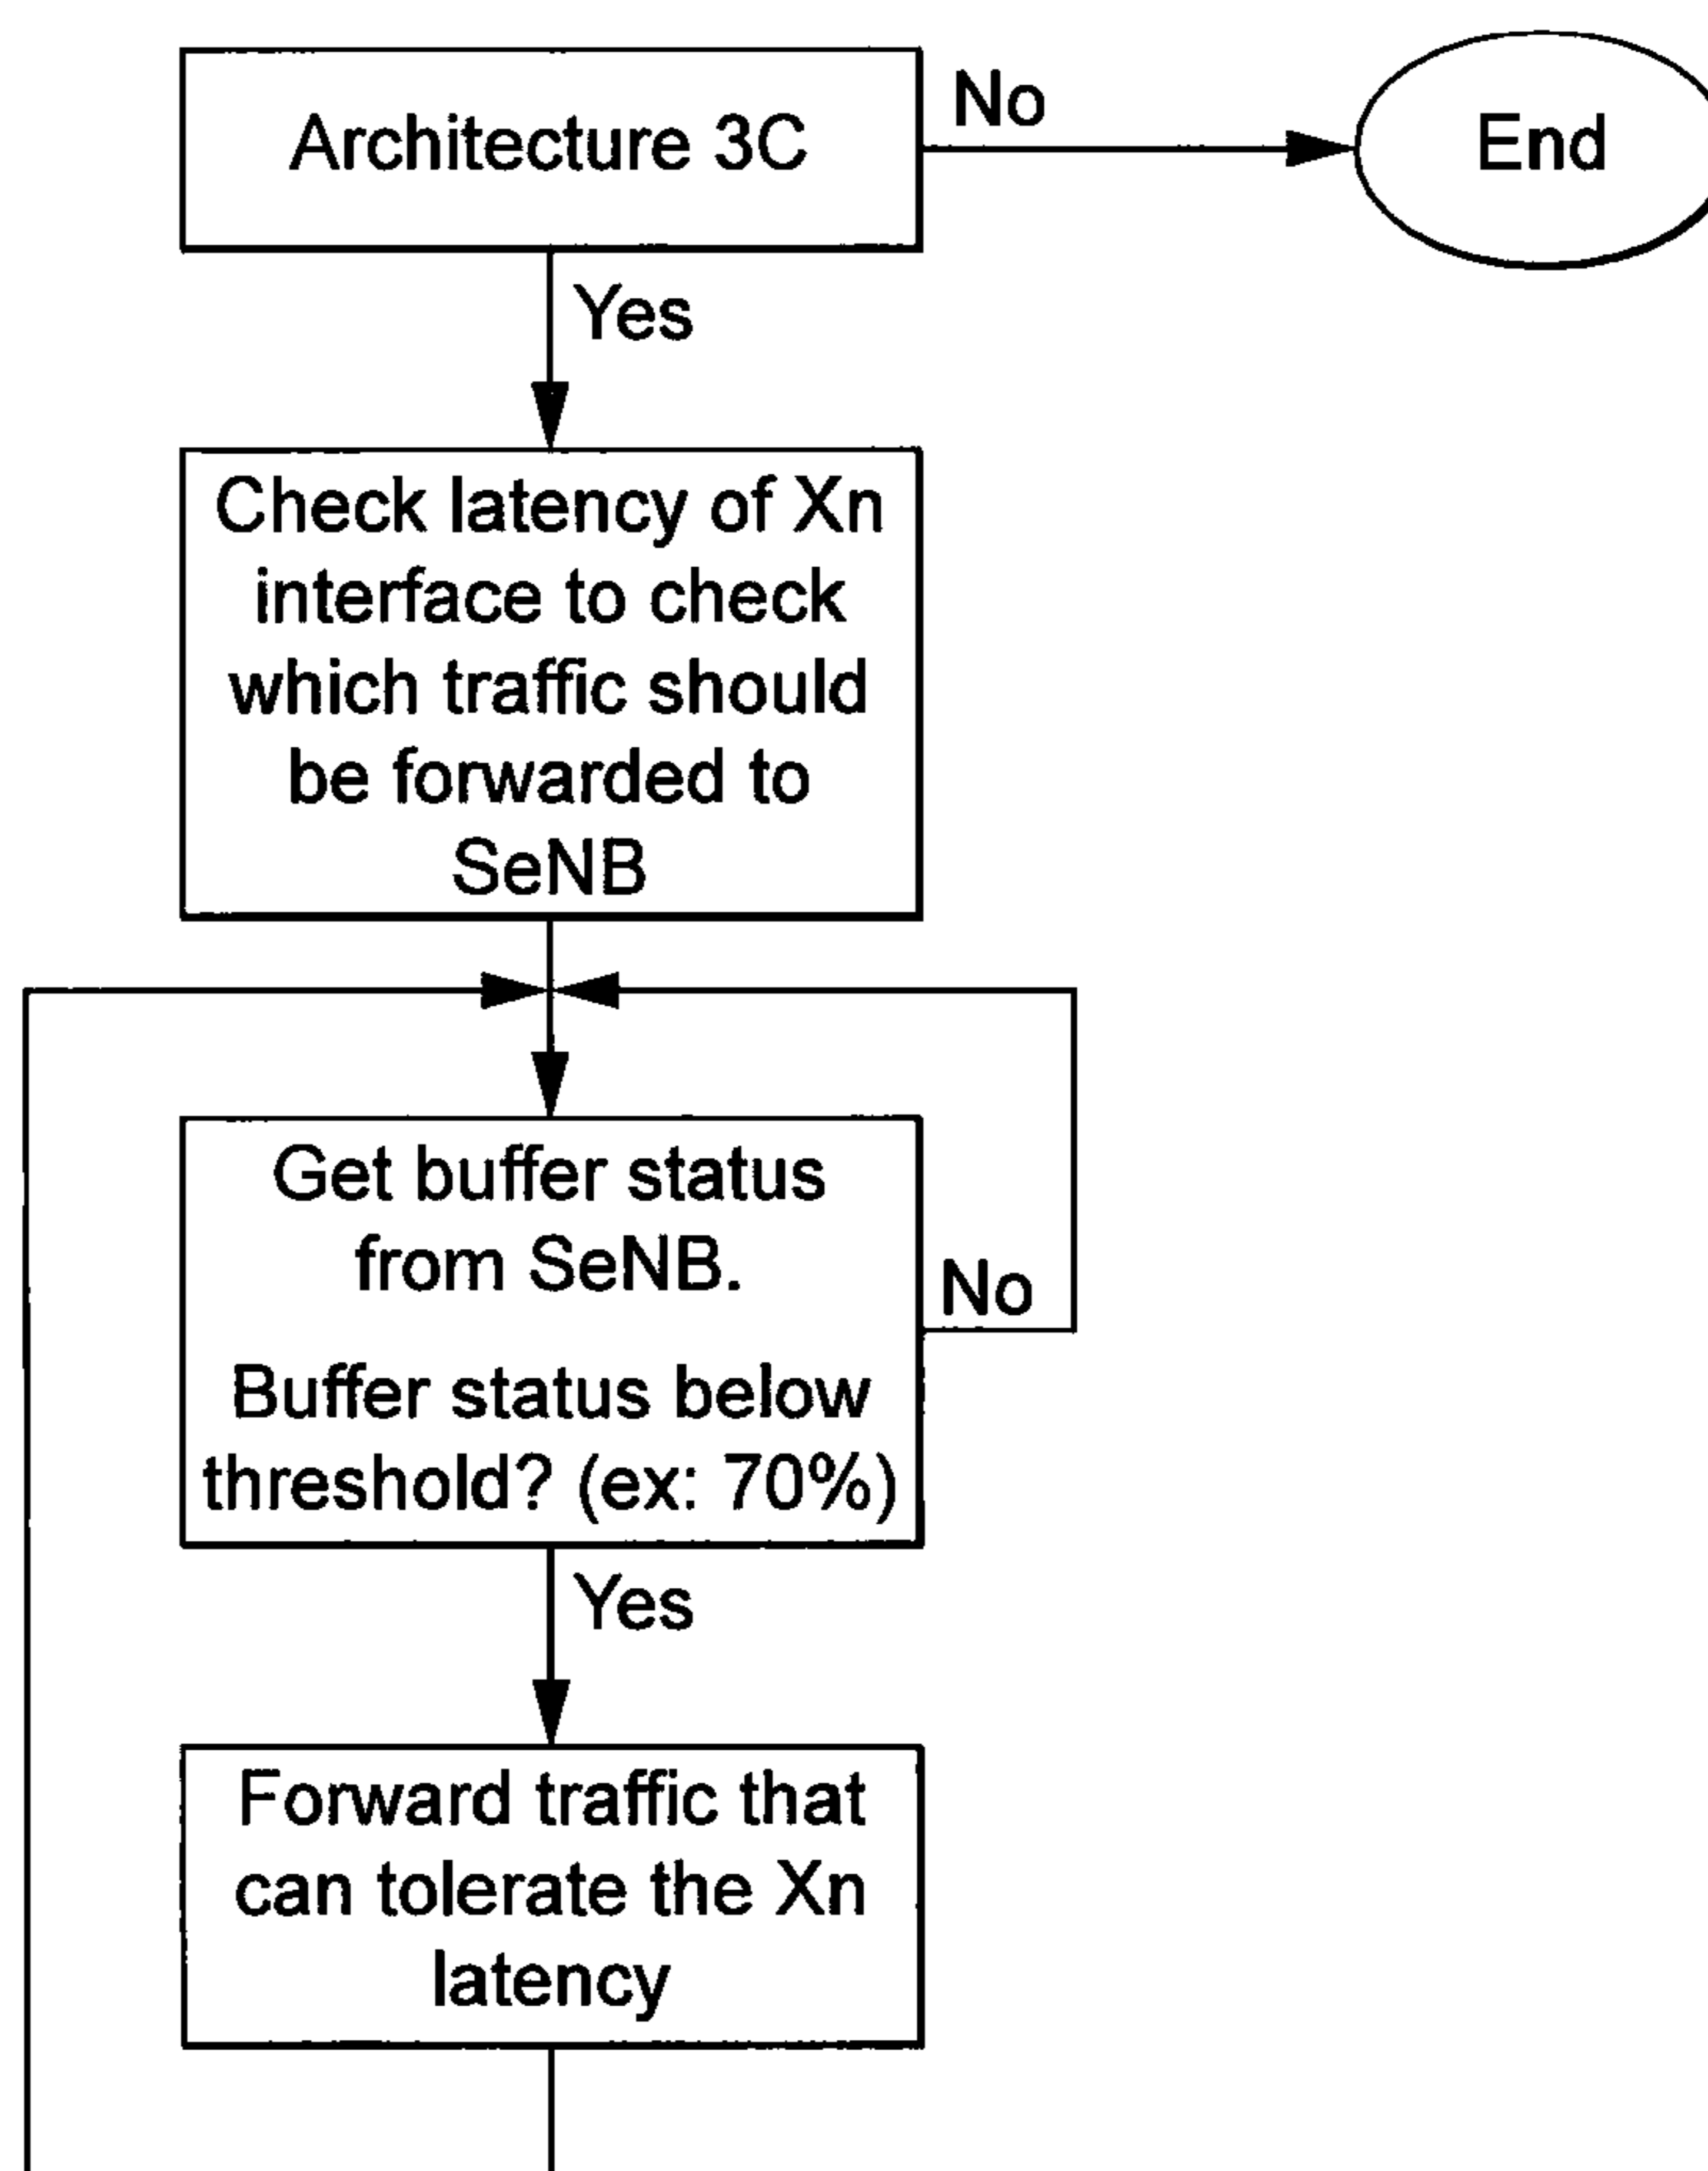 Architecture 3C
No
End
Yes
Check latency of Xn
interface to check
which traffic should
be forwarded to
SeNB
Get buffer status
from SeNB.
No
Buffer status below
threshold? (ex: 70%)
Yes
Forward traffic that
can tolerate the Xn
latency